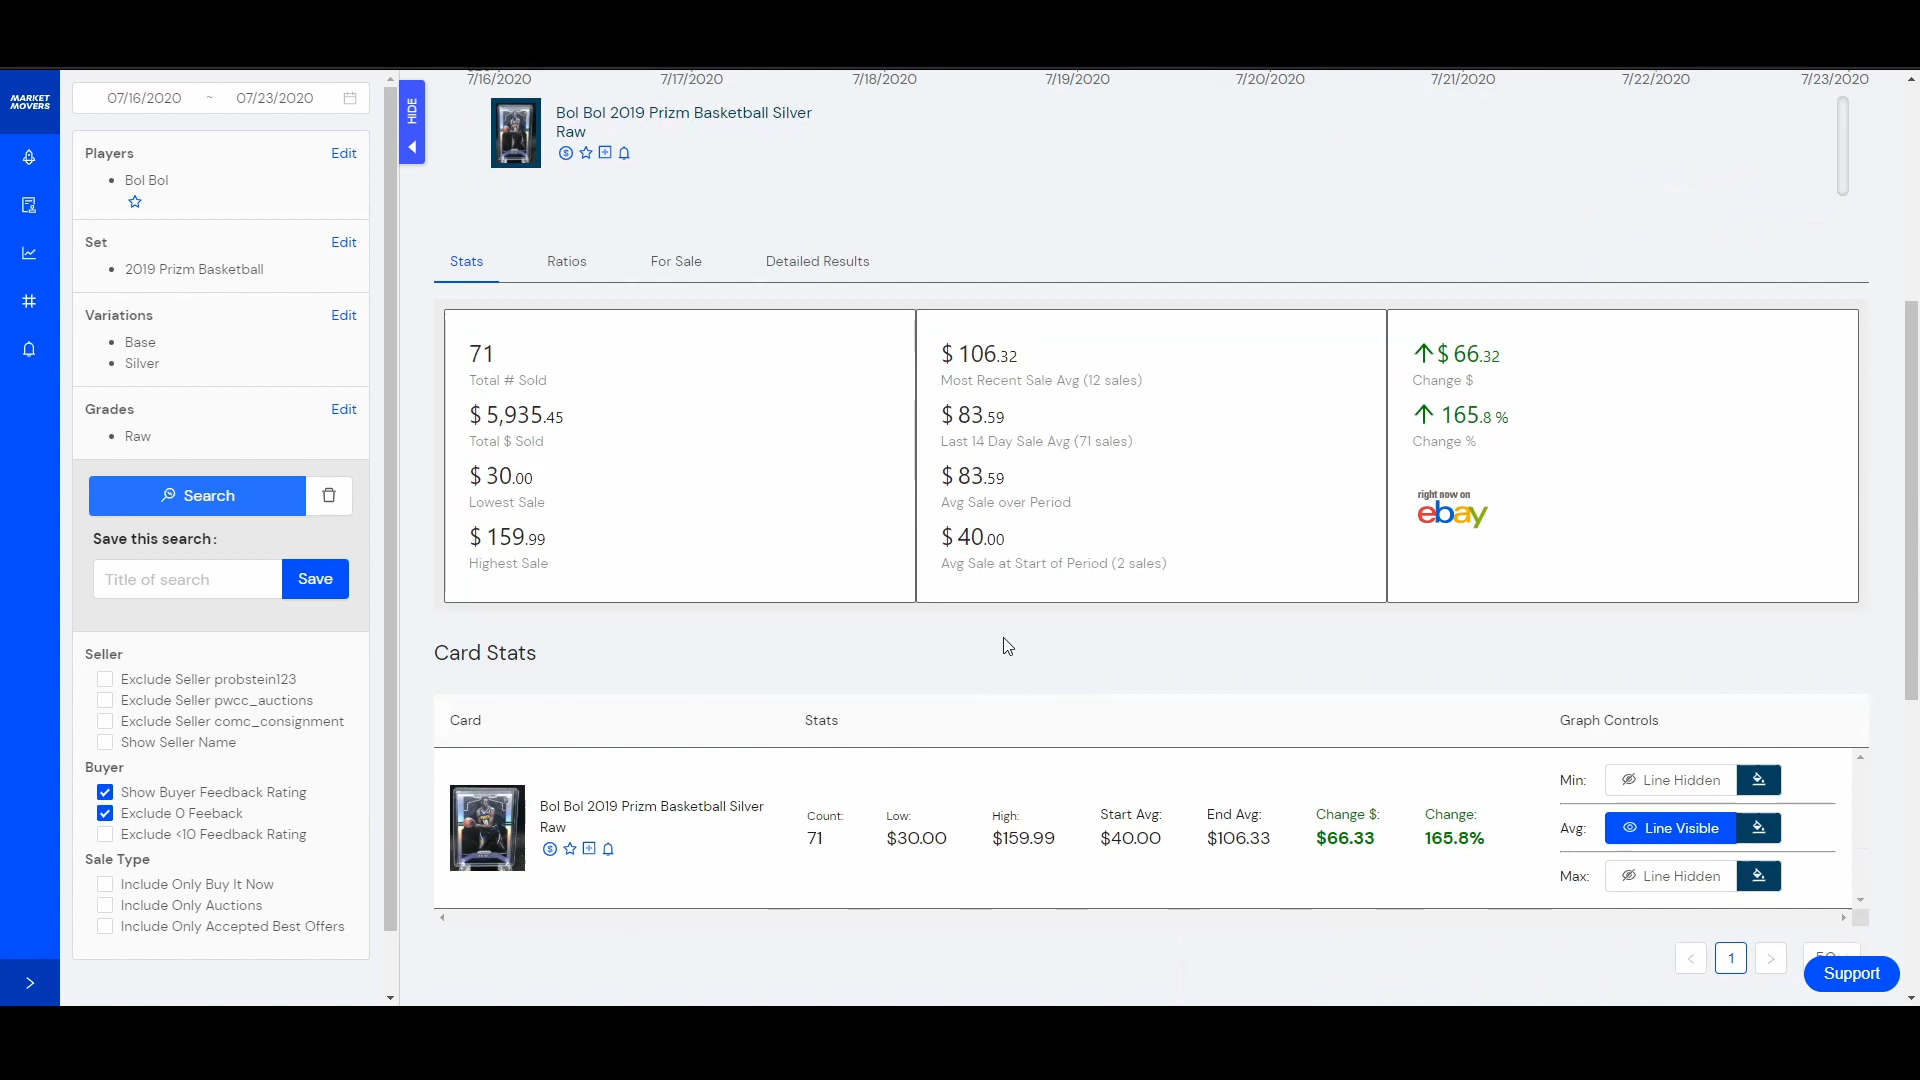 MARKET
MOVERS
07/16/2020 ~ 07/23/2020
Players Edit
Bol Bol
Set Edit
2019 Prizm Basketball
Variations Edit
Base
Silver
Grades Edit
Raw
Search
Save this search:
Title of search Save
Seller
Exclude Seller probstein123
Exclude Seller pwcc_auctions
Exclude Seller comc_consignment
Show Seller Name
Buyer
Show Buyer Feedback Rating
Exclude 0 Feeback
Exclude <10 Feedback Rating
Sale Type
Include Only Buy It Now
Include Only Auctions
Include Only Accepted Best Offers
HIDE
7/16/2020 7/17/2020 7/18/2020 7/19/2020 7/20/2020 7/21/2020 7/22/2020 7/23/2020
Bol Bol 2019 Prizm Basketball Silver
Raw
Stats Ratios For Sale Detailed Results
71
Total # Sold
$ 5,935.45
Total $ Sold
$ 30.00
Lowest Sale
$ 159.99
Highest Sale
$ 106.32
Most Recent Sale Avg (12 sales)
$ 83.59
Last 14 Day Sale Avg (71 sales)
$ 83.59
Avg Sale over Period
$ 40.00
Avg Sale at Start of Period (2 sales)
$ 66.32
Change $
165.8 %
Change %
right now on
ebay
Card Stats
Card Stats Graph Controls
Bol Bol 2019 Prizm Basketball Silver
Raw
Count: Low: High: Start Avg: End Avg: Change $: Change:
71 $30.00 $159.99 $40.00 $106.33 $66.33 165.8%
Min: Line Hidden
Avg: Line Visible
Max: Line Hidden
< 1 >
Support